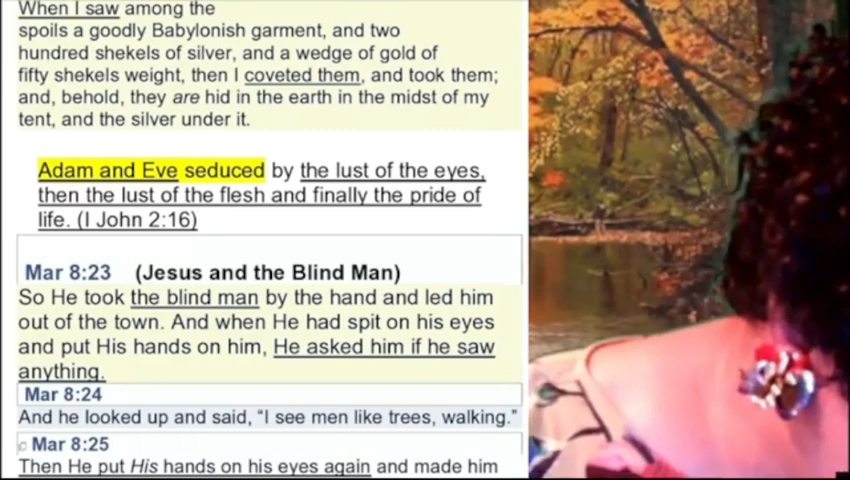 When I saw among the
spoils a goodly Babylonish garment, and two
hundred shekels of silver, and a wedge of gold of
fifty shekels weight, then I coveted them, and took them;
and, behold, they are hid in the earth in the midst of my
tent, and the silver under it.
Adam and Eve seduced by the lust of the eyes,
then the lust of the flesh and finally the pride of
life. (I John 2:16)
Mar 8:23 (Jesus and the Blind Man)
So He took the blind man by the hand and led him
out of the town. And when He had spit on his eyes
and put His hands on him, He asked him if he saw
anything.
Mar 8:24
And he looked up and said, “I see men like trees, walking.”
Mar 8:25
Then He put His hands on his eyes again and made him